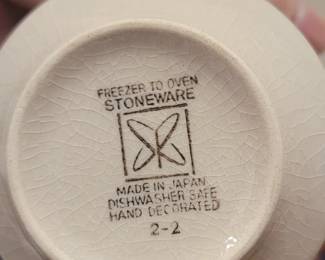 FREEZER TO OVEN
STONEWARE
MADE IN JAPAN
DISHWASHER SAFE
HAND DECORATED
2-2